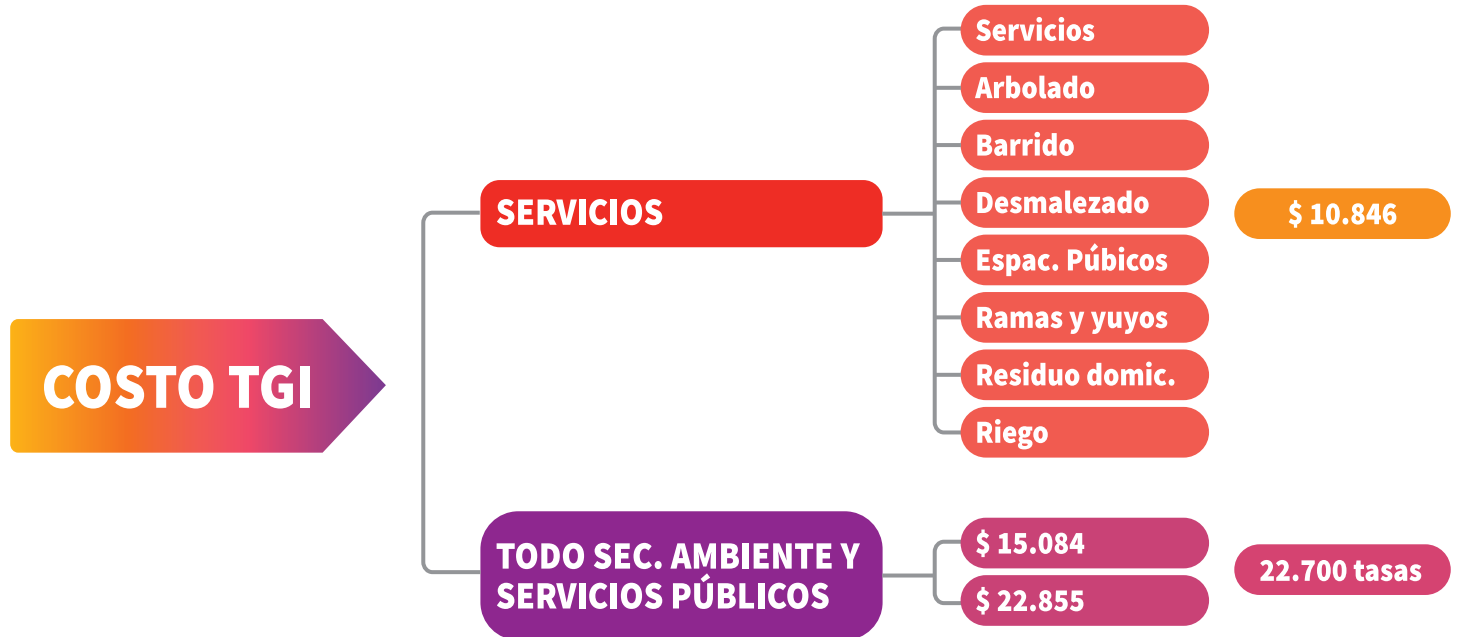 COSTO TGI
SERVICIOS
Servicios
Arbolado
Barrido
Desmalezado
Espac. Púbicos
Ramas y yuyos
Residuo domic.
Riego
$ 10.846
TODO SEC. AMBIENTE Y
SERVICIOS PÚBLICOS
$ 15.084
$ 22.855
22.700 tasas